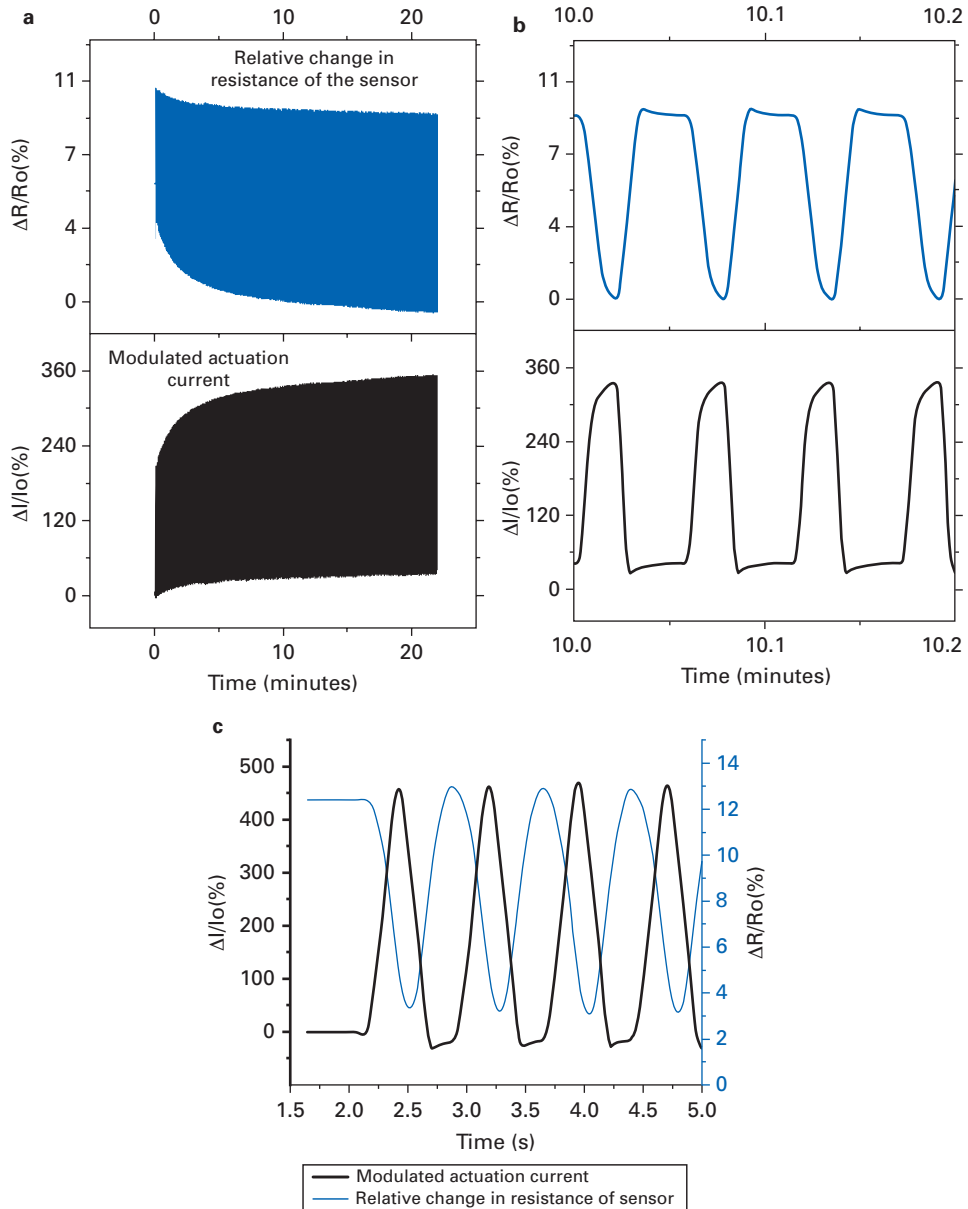 a
0
10
20
Relative change in
resistance of the sensor
11
7
4
0
ΔR/Ro(%)
Modulated actuation
current
360
240
120
0
ΔI/Io(%)
0
10
20
Time (minutes)
b
10.0
10.1
10.2
11
7
4
0
ΔR/Ro(%)
360
240
120
0
ΔI/Io(%)
10.0
10.1
10.2
Time (minutes)
c
500
400
300
200
100
0
ΔI/Io(%)
14
12
10
8
6
4
2
0
ΔR/Ro(%)
1.5 2.0 2.5 3.0 3.5 4.0 4.5 5.0
Time (s)
Modulated actuation current
Relative change in resistance of sensor